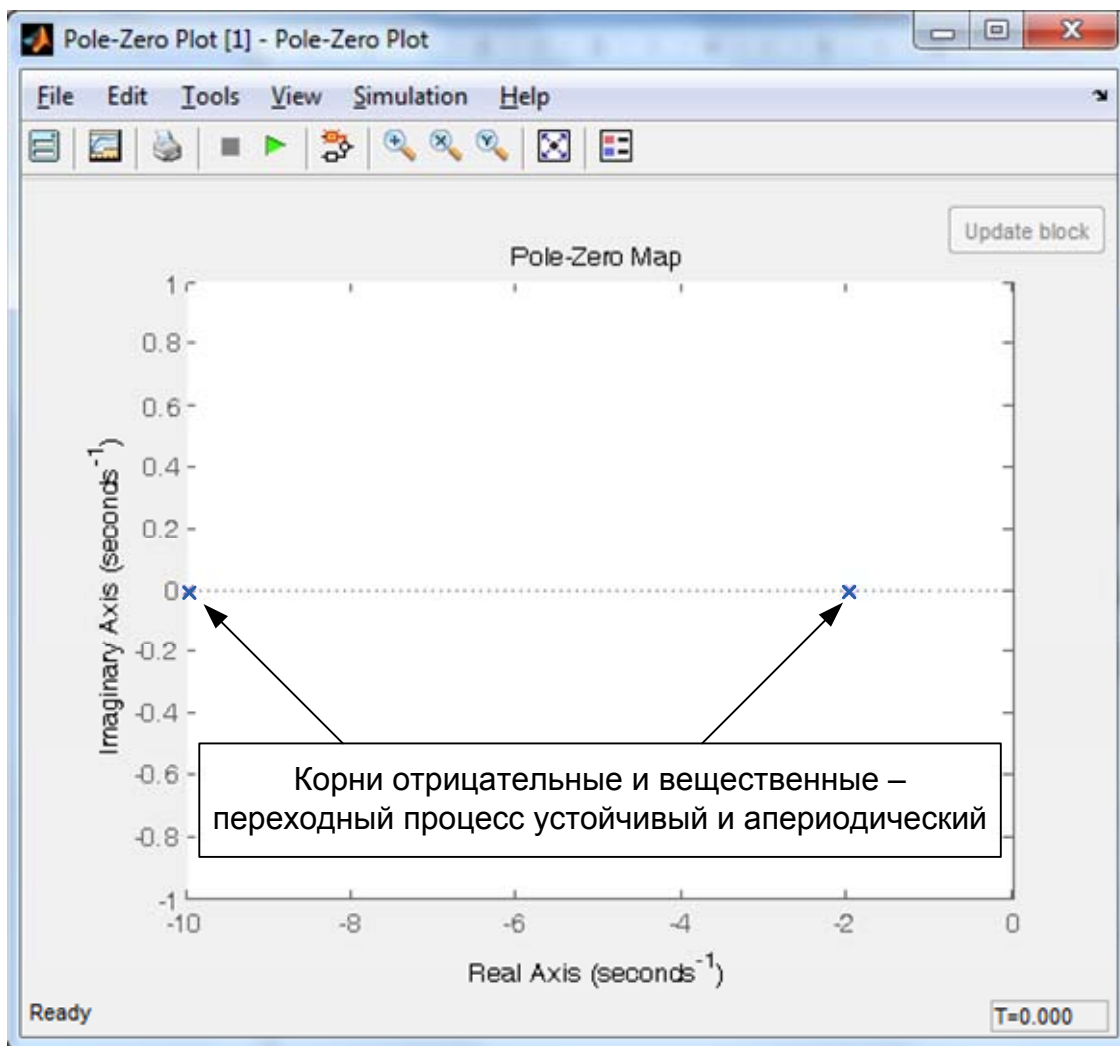 Pole-Zero Plot [1] - Pole-Zero Plot
File Edit Tools View Simulation Help
Update block
Pole-Zero Map
1
0.8
0.6
0.4
0.2
0
-0.2
-0.4
-0.6
-0.8
-1
Imaginary Axis (seconds⁻¹)
Корни отрицательные и вещественные –
переходный процесс устойчивый и апериодический
-10 -8 -6 -4 -2 0
Real Axis (seconds⁻¹)
Ready T=0.000